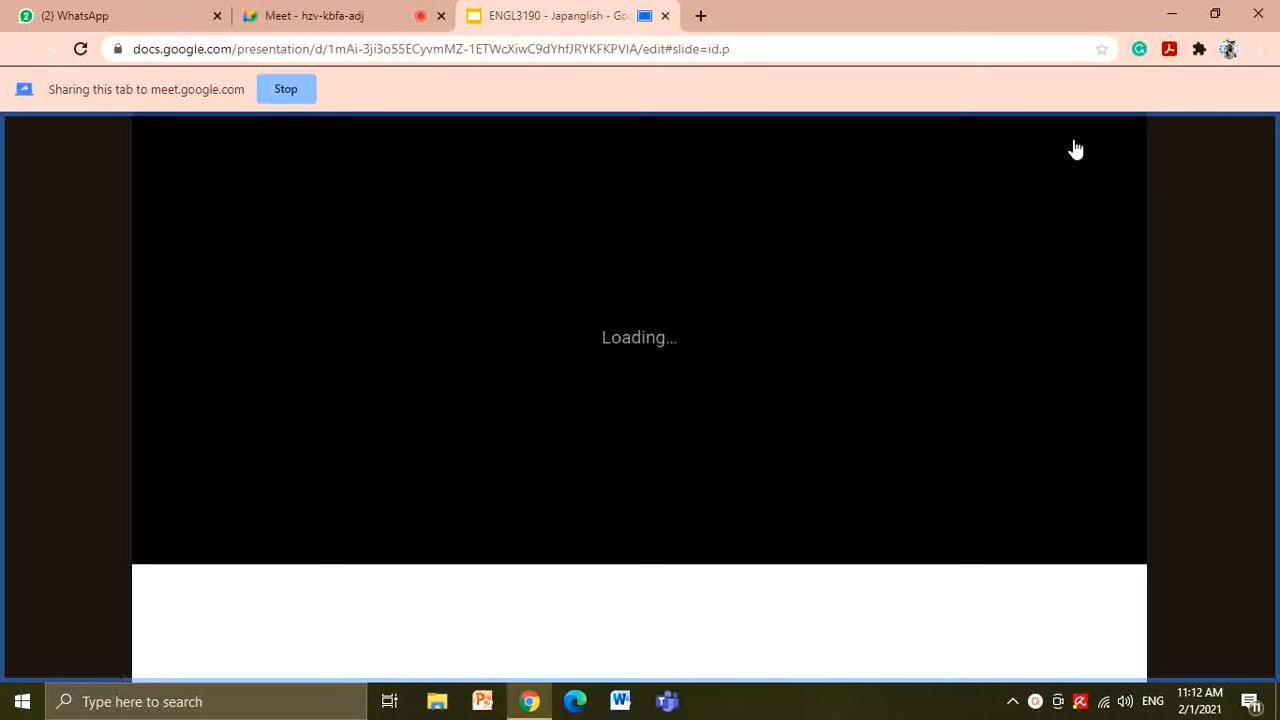 (2) WhatsApp
Meet - hzv-kbfa-adj
ENGL3190 - Japanglish - Go
docs.google.com/presentation/d/1mAi-3ji3o55ECyvmMZ-1ETWcXiwC9dYhfJRYKFKPVIA/edit#slide=id.p
Sharing this tab to meet.google.com
Stop
Loading...
Type here to search
ENG
11:12 AM
2/1/2021
11